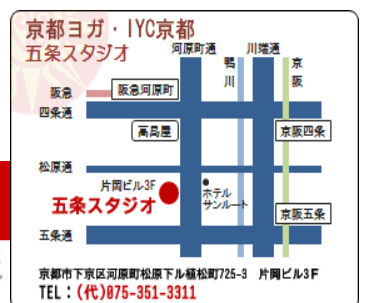 京都ヨガ・IYC京都
五条スタジオ
河原町通
鴨川
川端通
京阪
阪急
阪急河原町
四条通
高島屋
京阪四条
松原通
片岡ビル3F
五条スタジオ
ホテル
サンルート
京阪五条
五条通
京都市下京区河原町松原下ル植松町725-3 片岡ビル3F
TEL：(代)075-351-3311